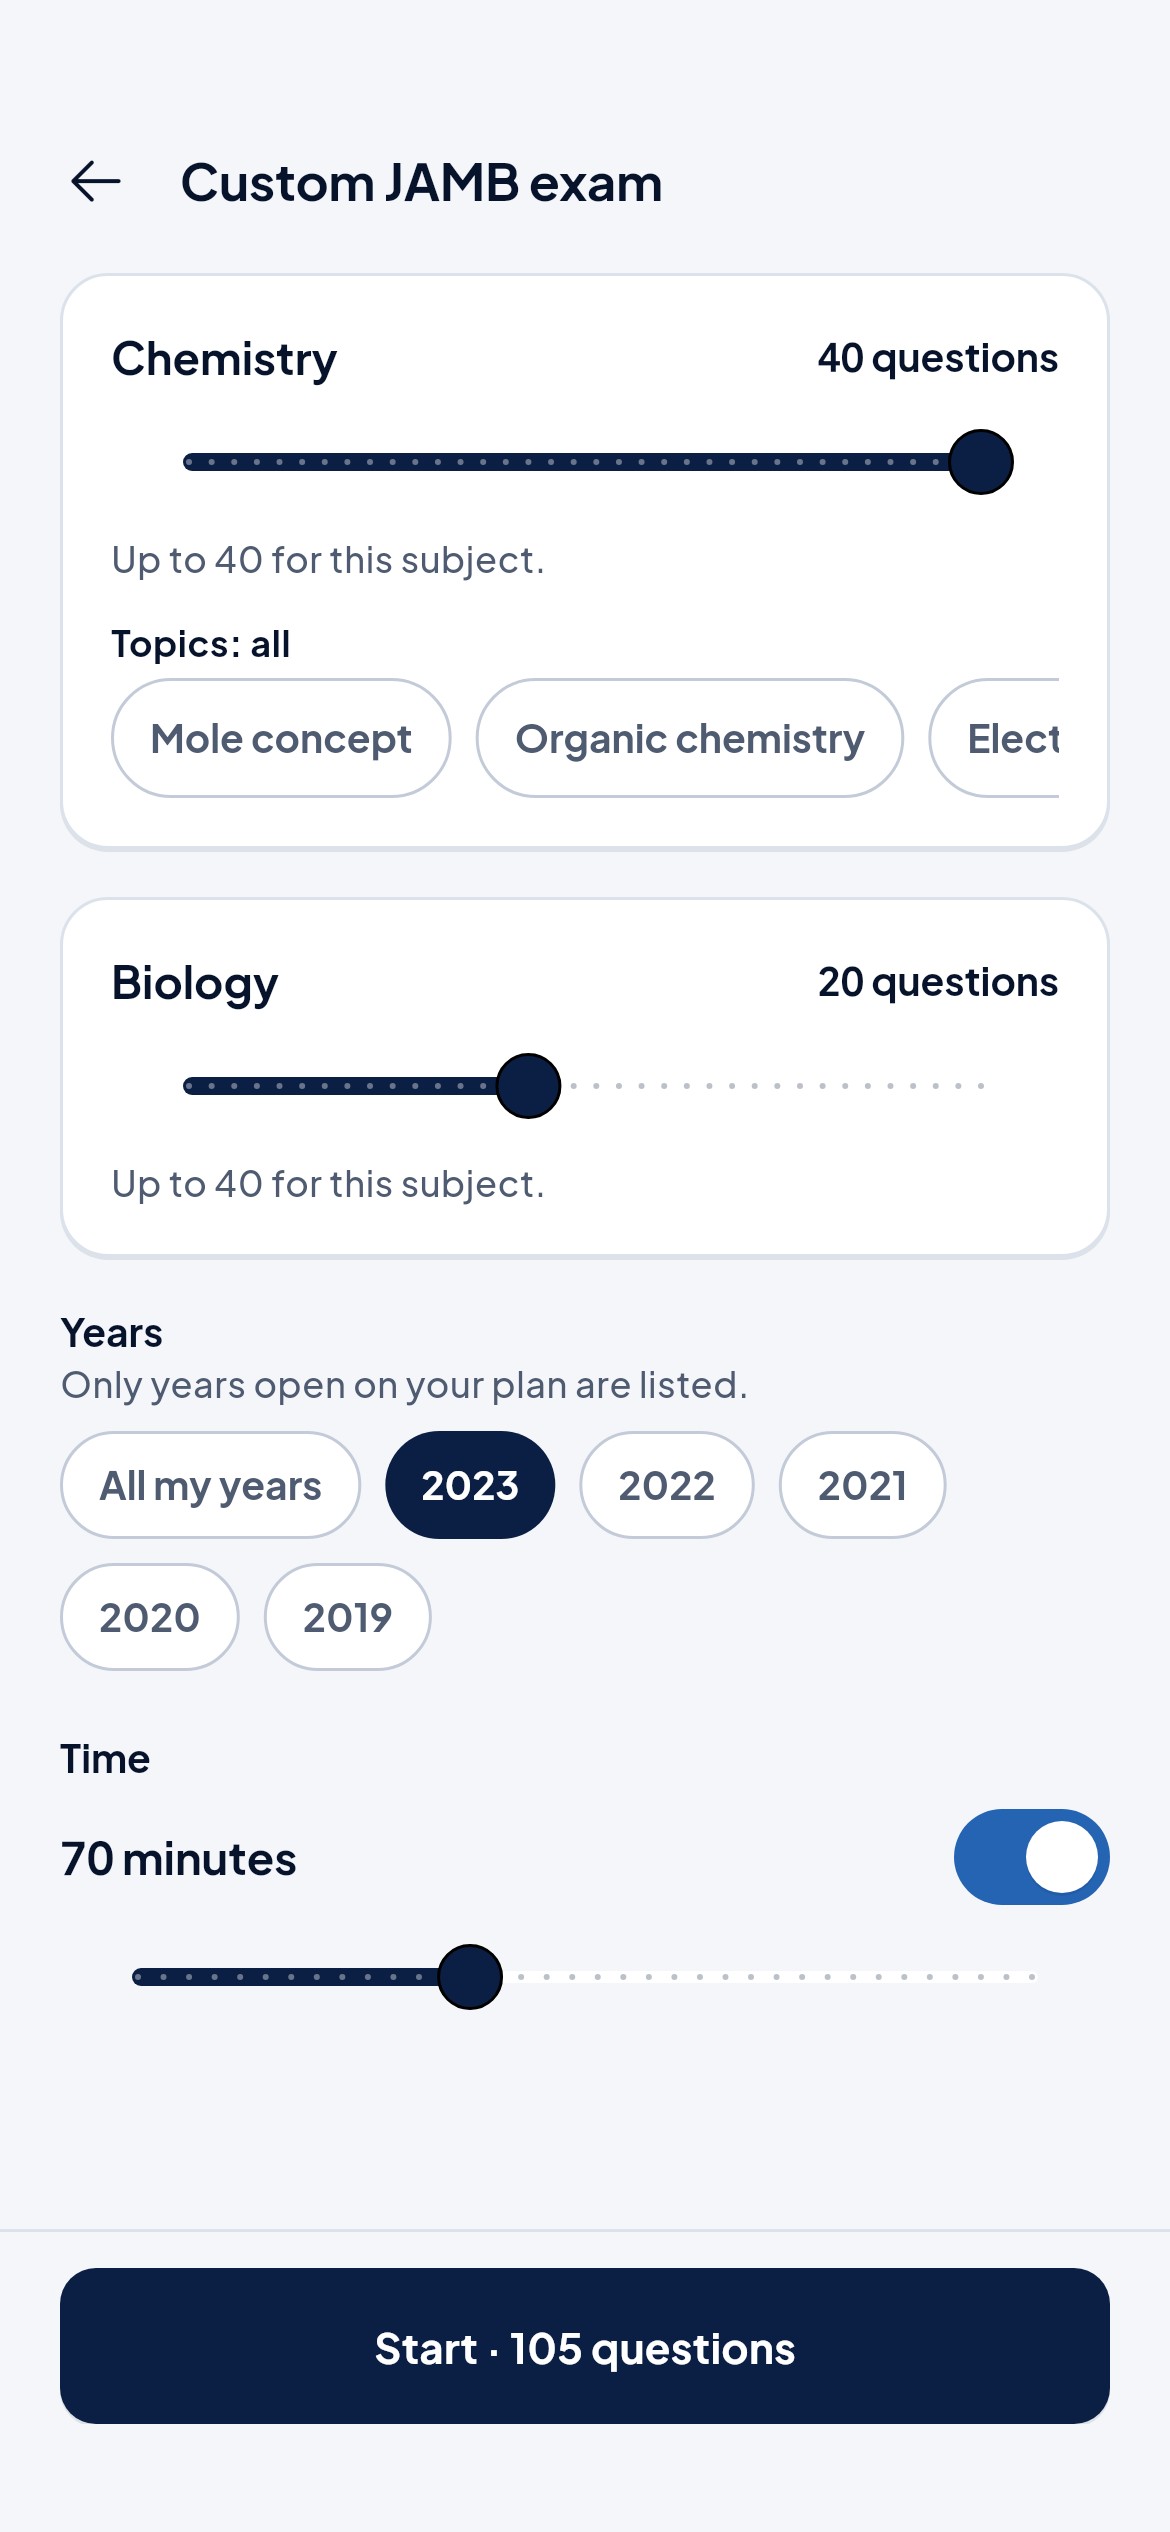 Custom JAMB exam
Chemistry 40 questions
Up to 40 for this subject.
Topics: all
Mole concept Organic chemistry Elect
Biology 20 questions
Up to 40 for this subject.
Years
Only years open on your plan are listed.
All my years 2023 2022 2021
2020 2019
Time
70 minutes
Start · 105 questions